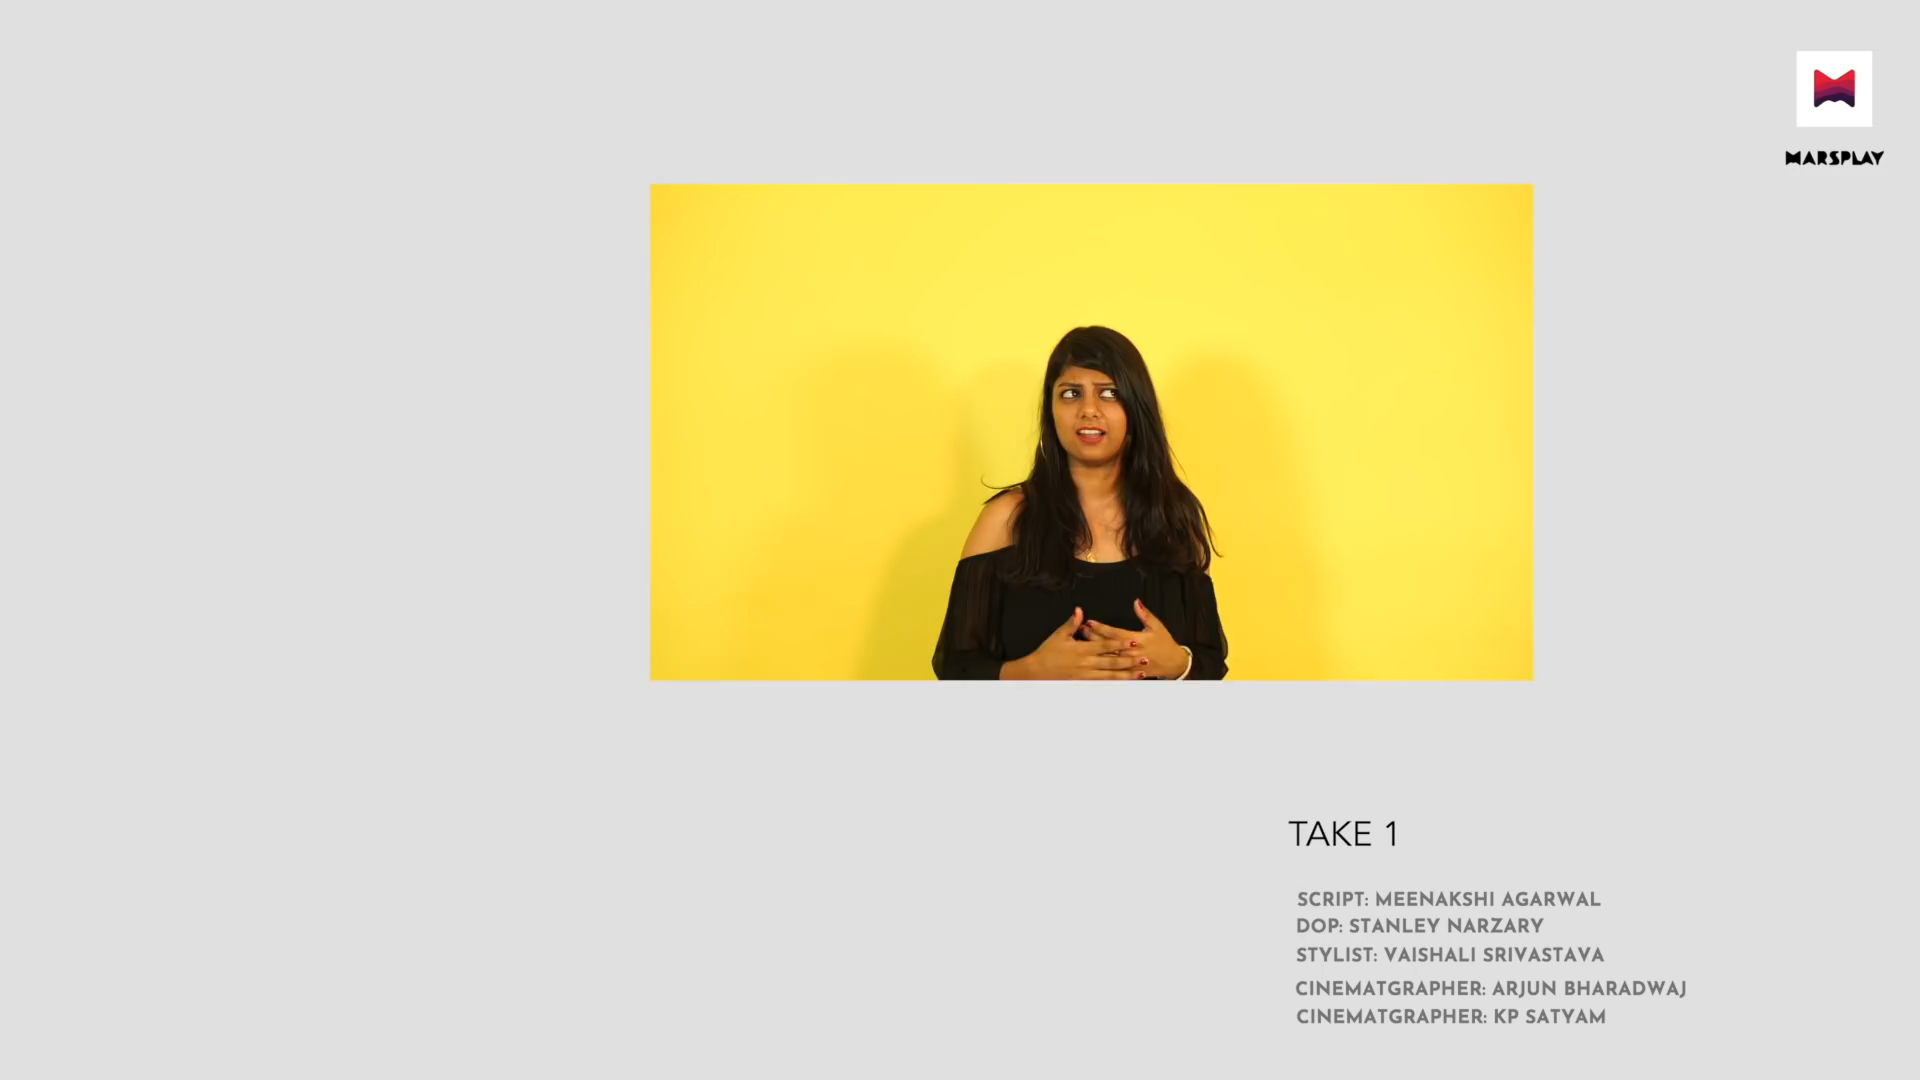 MARSPLAY
TAKE 1
SCRIPT: MEENAKSHI AGARWAL
DOP: STANLEY NARZARY
STYLIST: VAISHALI SRIVASTAVA
CINEMATGRAPHER: ARJUN BHARADWAJ
CINEMATGRAPHER: KP SATYAM